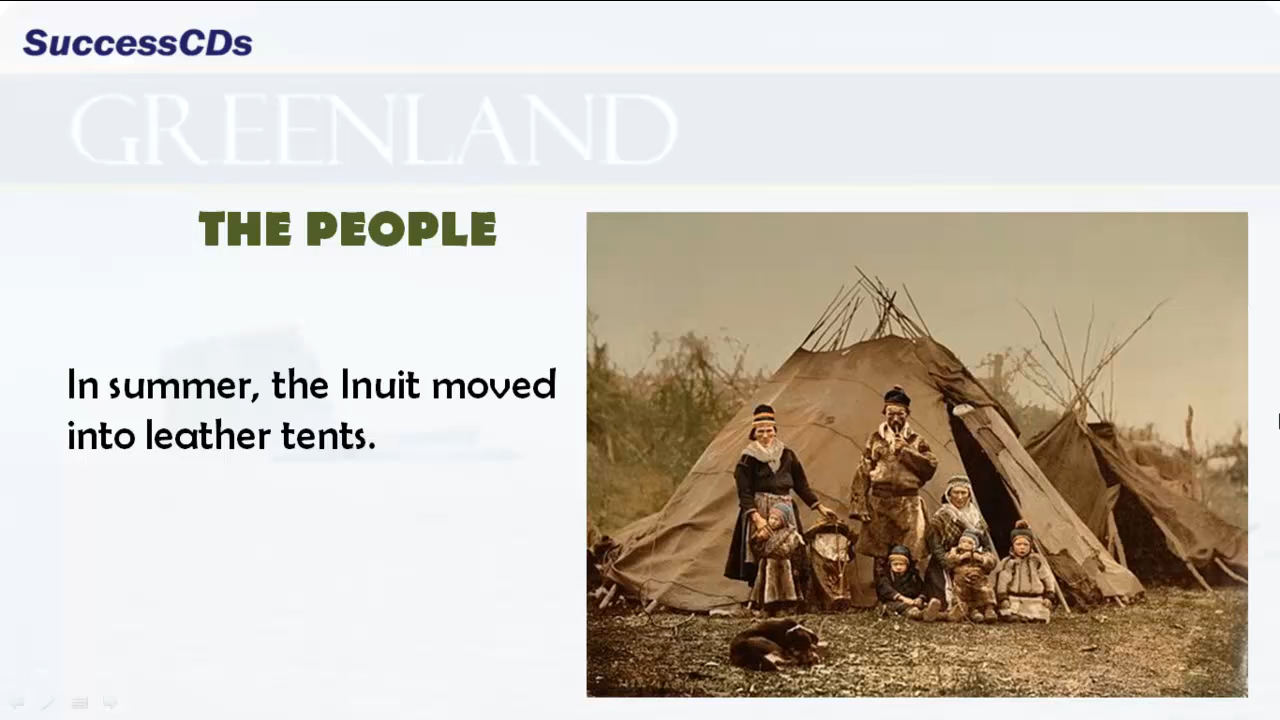 SuccessCDs
GREENLAND
THE PEOPLE
In summer, the Inuit moved
into leather tents.